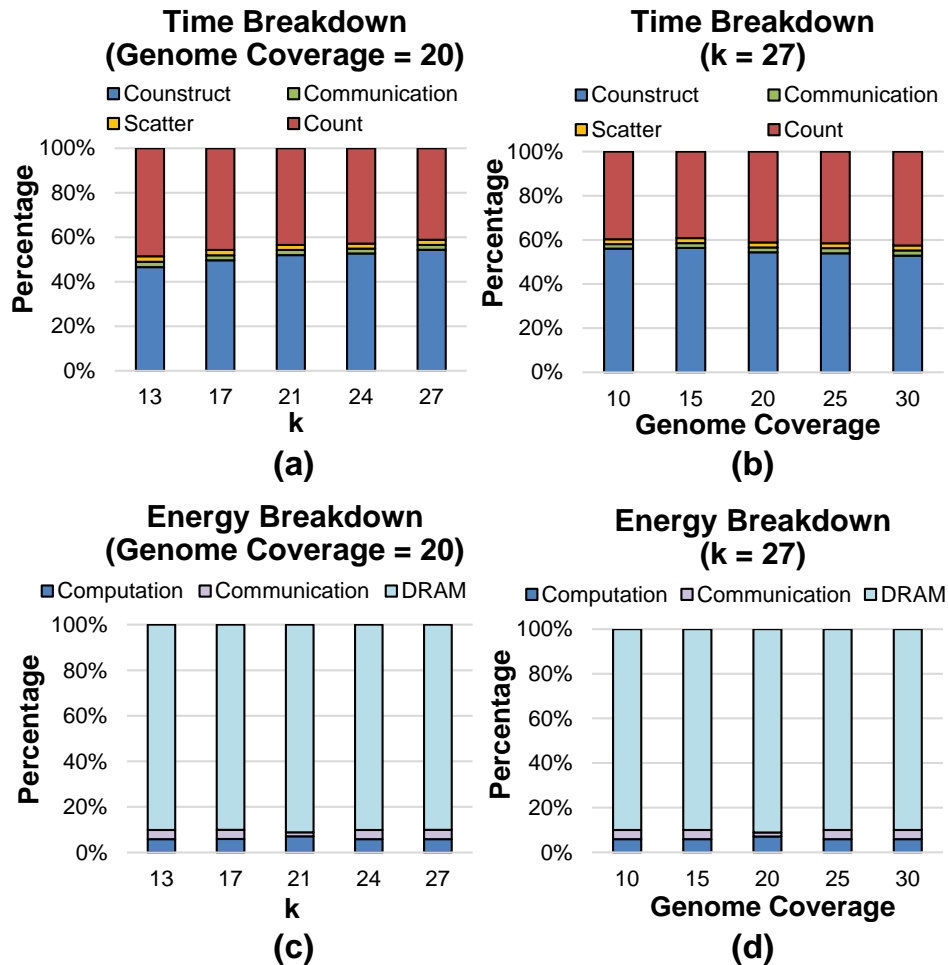 Time Breakdown
(Genome Coverage = 20)
Counstruct Communication
Scatter Count
100%
80%
60%
40%
20%
0%
Percentage
13 17 21 24 27
k
(a)
Time Breakdown
(k = 27)
Counstruct Communication
Scatter Count
100%
80%
60%
40%
20%
0%
Percentage
10 15 20 25 30
Genome Coverage
(b)
Energy Breakdown
(Genome Coverage = 20)
Computation Communication DRAM
100%
80%
60%
40%
20%
0%
Percentage
13 17 21 24 27
k
(c)
Energy Breakdown
(k = 27)
Computation Communication DRAM
100%
80%
60%
40%
20%
0%
Percentage
10 15 20 25 30
Genome Coverage
(d)